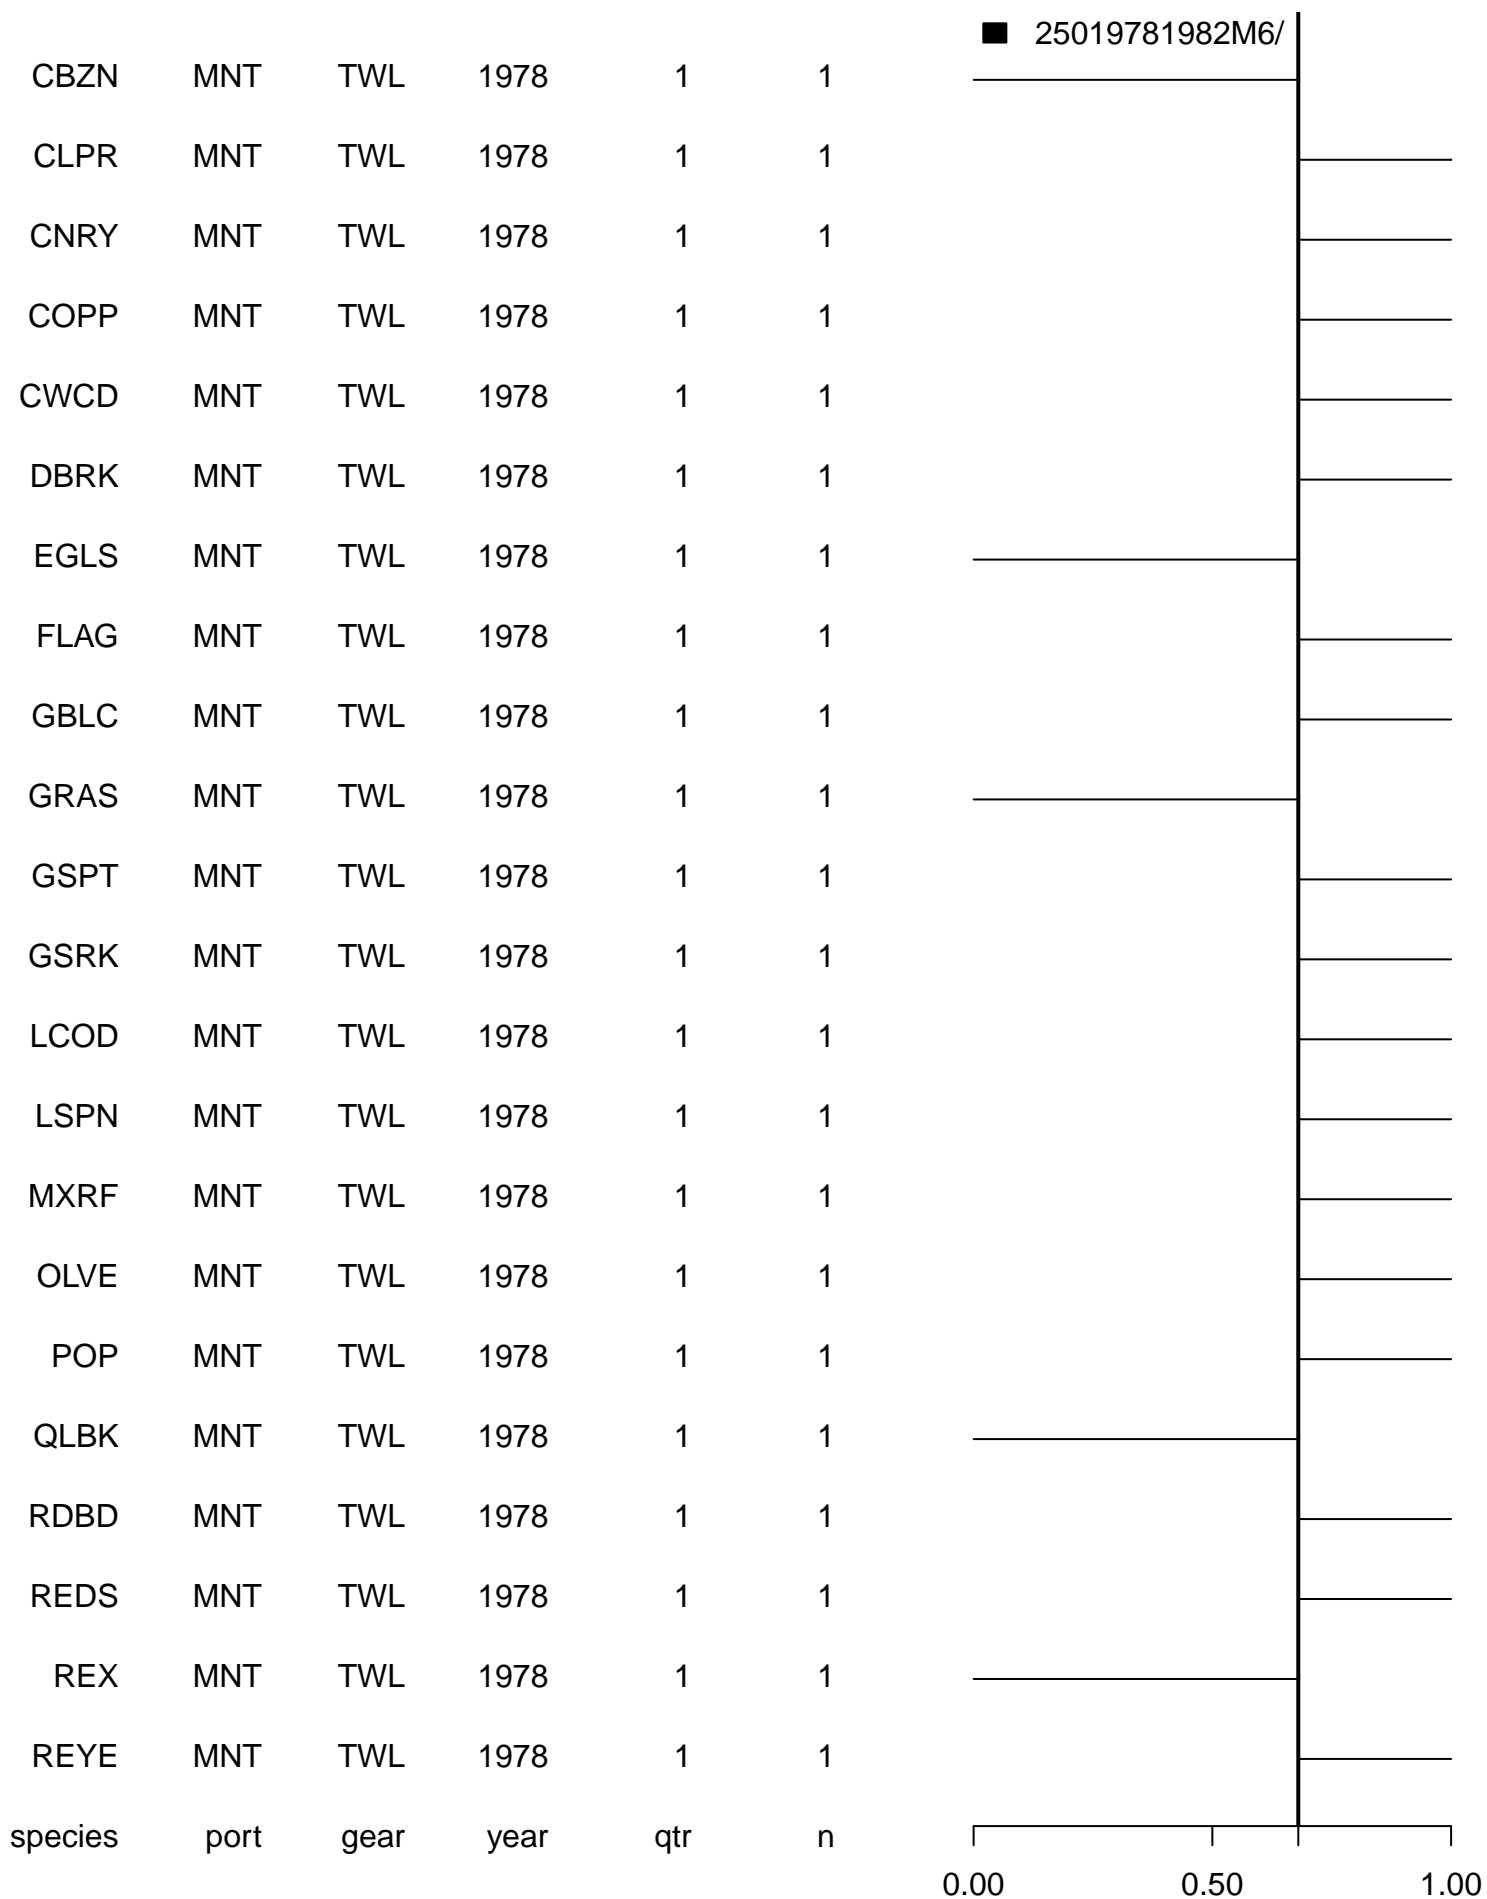 25019781982M6/
CBZN MNT TWL 1978 1 1
CLPR MNT TWL 1978 1 1
CNRY MNT TWL 1978 1 1
COPP MNT TWL 1978 1 1
CWCD MNT TWL 1978 1 1
DBRK MNT TWL 1978 1 1
EGLS MNT TWL 1978 1 1
FLAG MNT TWL 1978 1 1
GBLC MNT TWL 1978 1 1
GRAS MNT TWL 1978 1 1
GSPT MNT TWL 1978 1 1
GSRK MNT TWL 1978 1 1
LCOD MNT TWL 1978 1 1
LSPN MNT TWL 1978 1 1
MXRF MNT TWL 1978 1 1
OLVE MNT TWL 1978 1 1
POP MNT TWL 1978 1 1
QLBK MNT TWL 1978 1 1
RDBD MNT TWL 1978 1 1
REDS MNT TWL 1978 1 1
REX MNT TWL 1978 1 1
REYE MNT TWL 1978 1 1
species port gear year qtr n
0.00 0.50 1.00